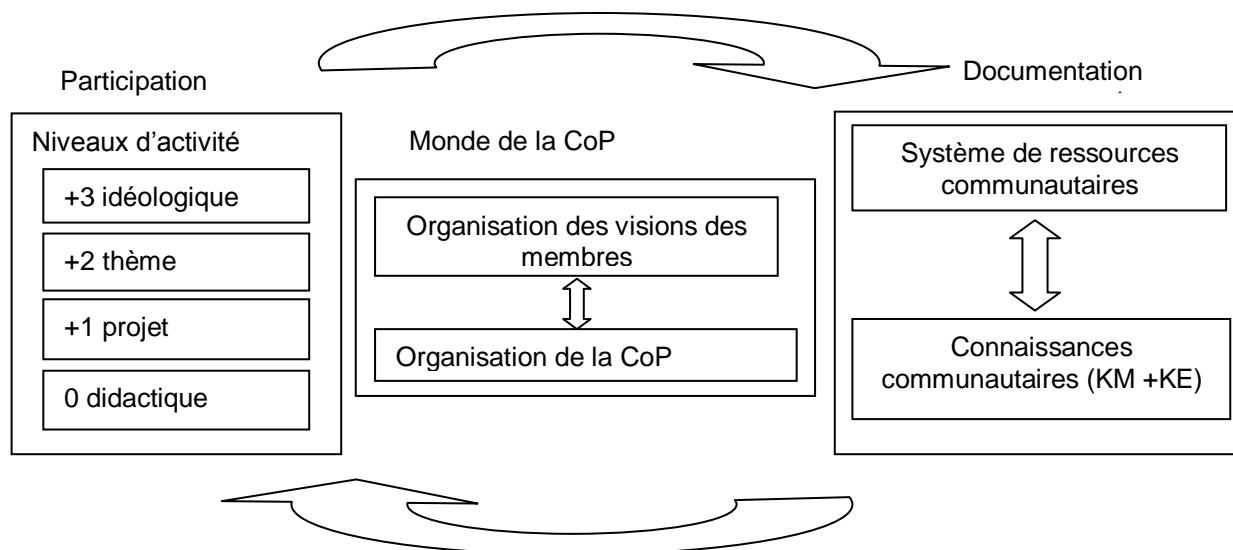 Participation
Niveaux d'activité
+3 idéologique
+2 thème
+1 projet
0 didactique
Monde de la CoP
Organisation des visions des
membres
Organisation de la CoP
Documentation
Système de ressources
communautaires
Connaissances
communautaires (KM +KE)